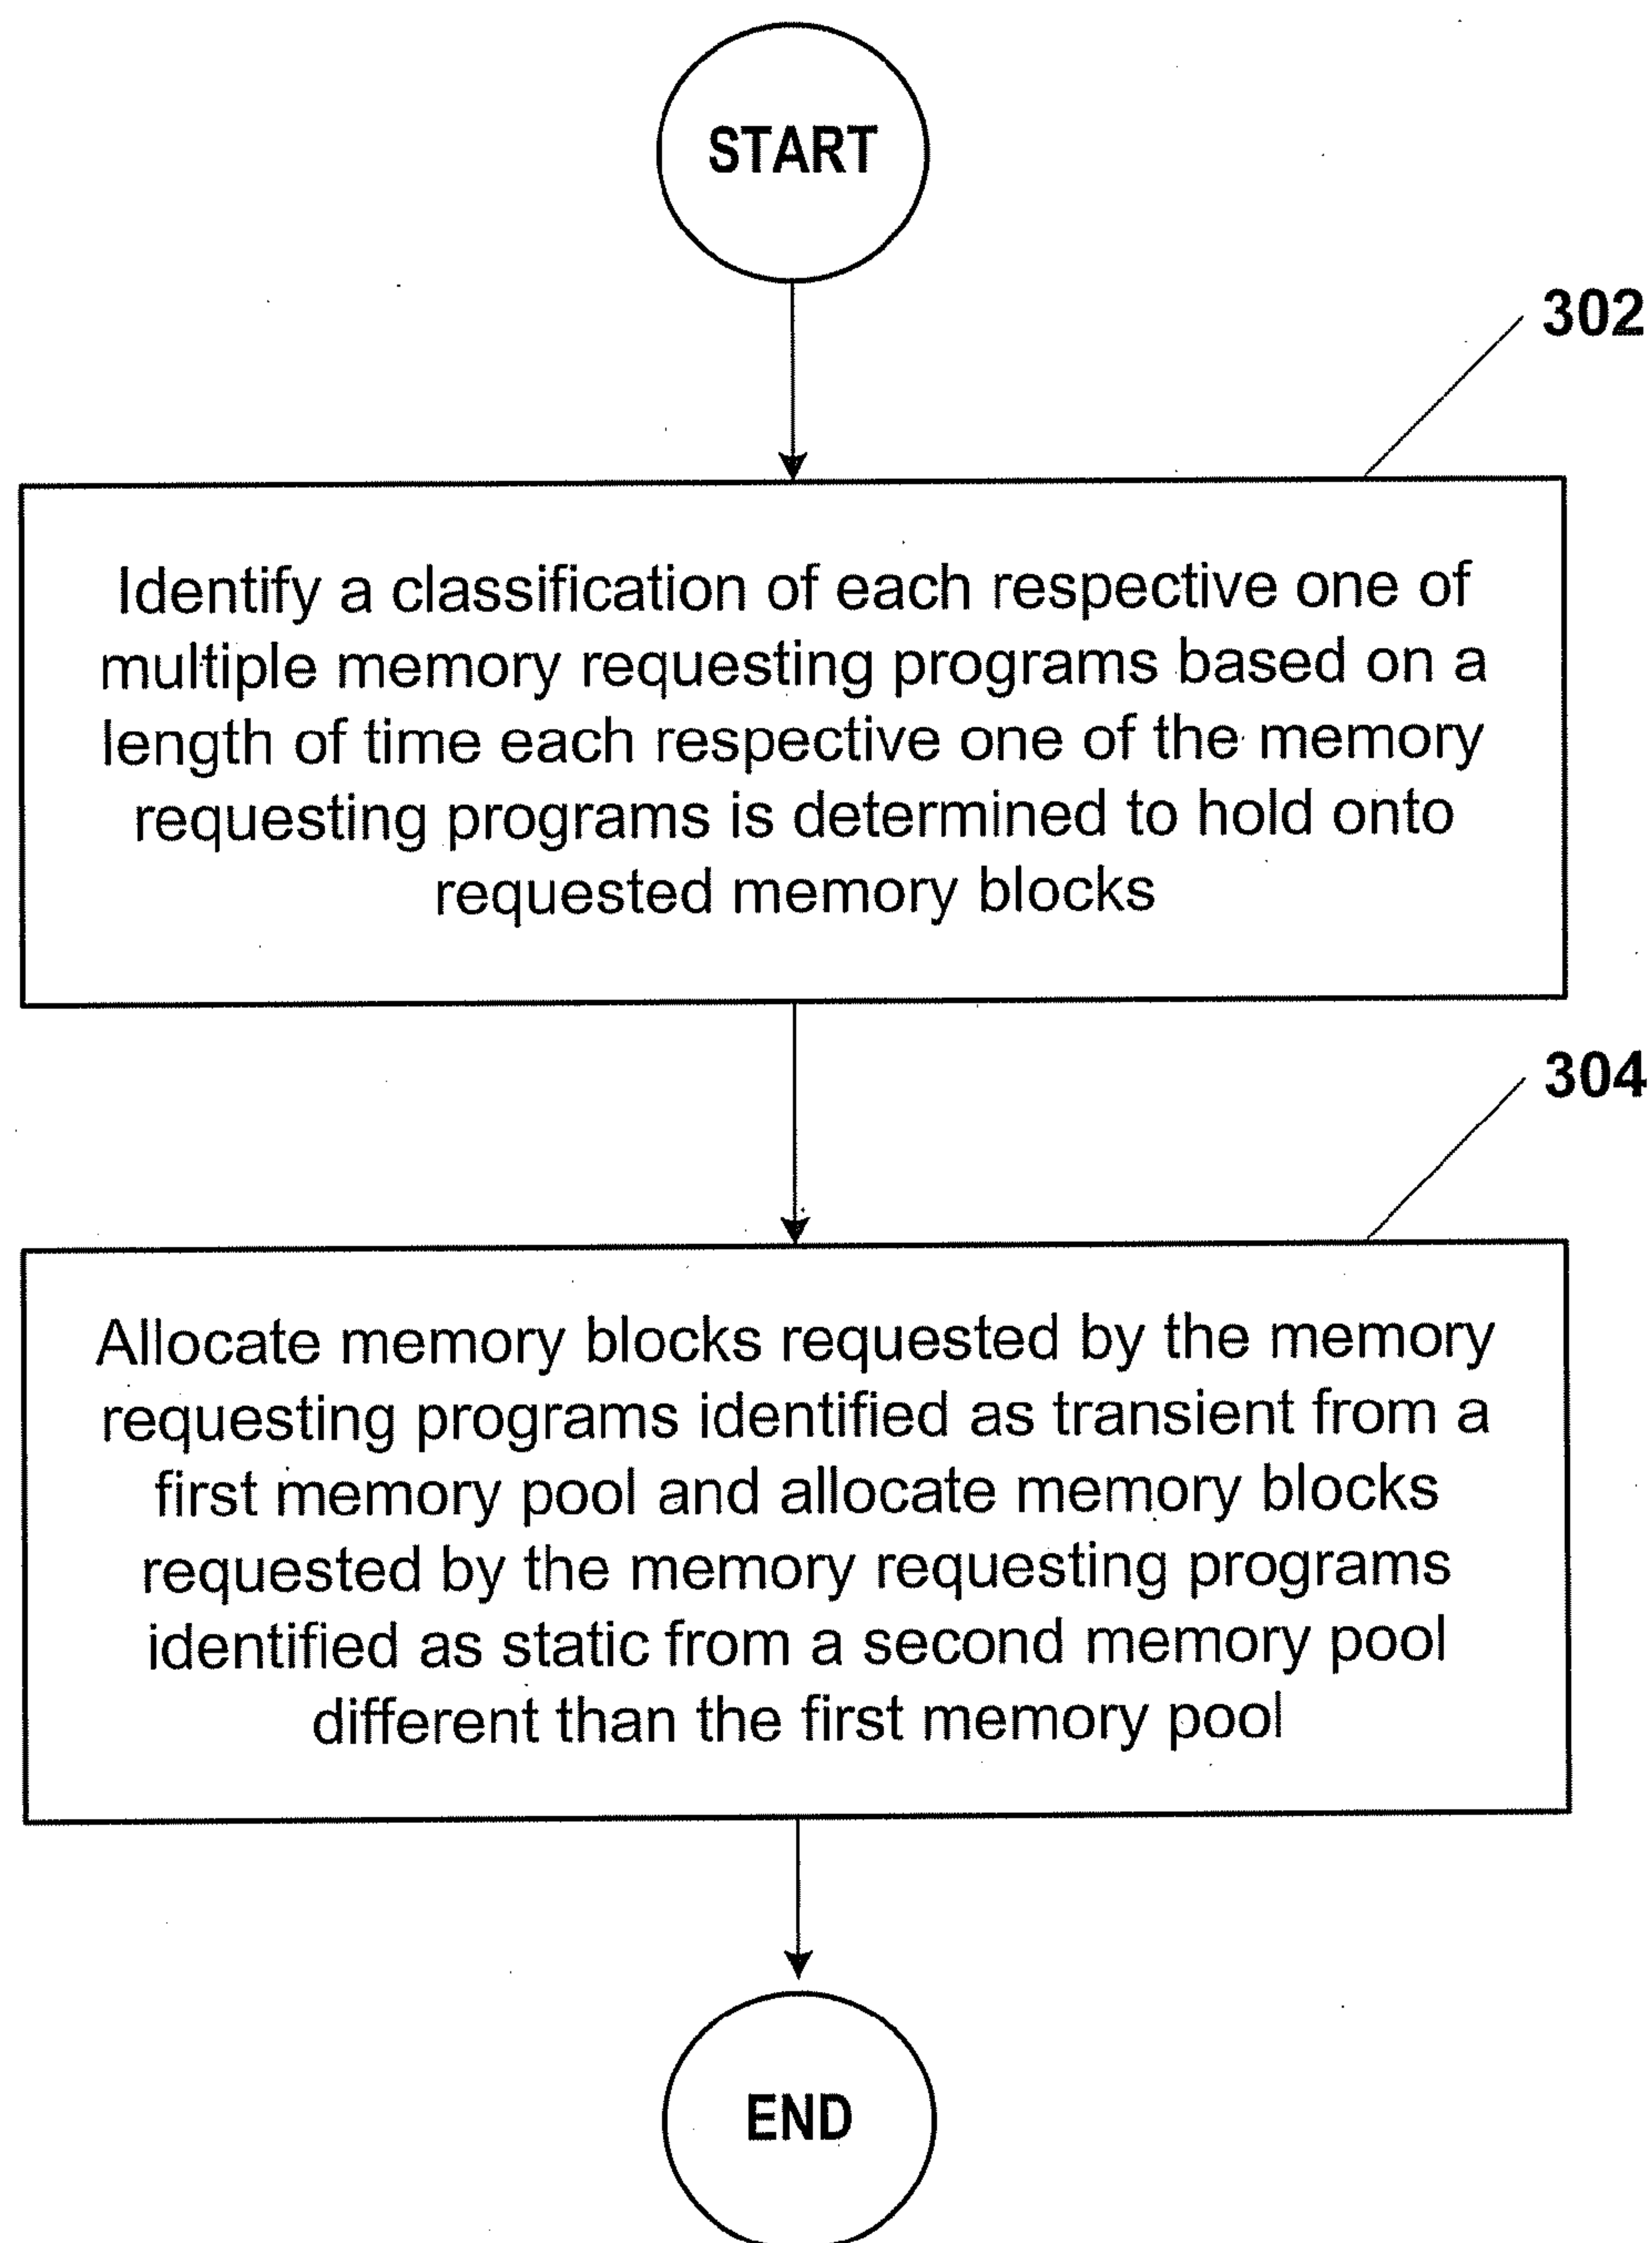 START
302
Identify a classification of each respective one of
multiple memory requesting programs based on a
length of time each respective one of the memory
requesting programs is determined to hold onto
requested memory blocks
304
Allocate memory blocks requested by the memory
requesting programs identified as transient from a
first memory pool and allocate memory blocks
requested by the memory requesting programs
identified as static from a second memory pool
different than the first memory pool
END